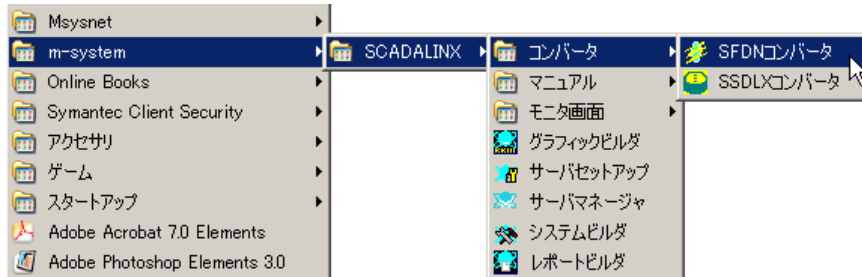 Msysnet
m-system
Online Books
Symantec Client Security
アクセサリ
ゲーム
スタートアップ
Adobe Acrobat 7.0 Elements
Adobe Photoshop Elements 3.0
SCADALINX
コンバータ
マニュアル
モニタ画面
グラフィックビルダ
サーバセットアップ
サーバマネージャ
システムビルダ
レポートビルダ
SFDNコンバータ
SSDLXコンバータ